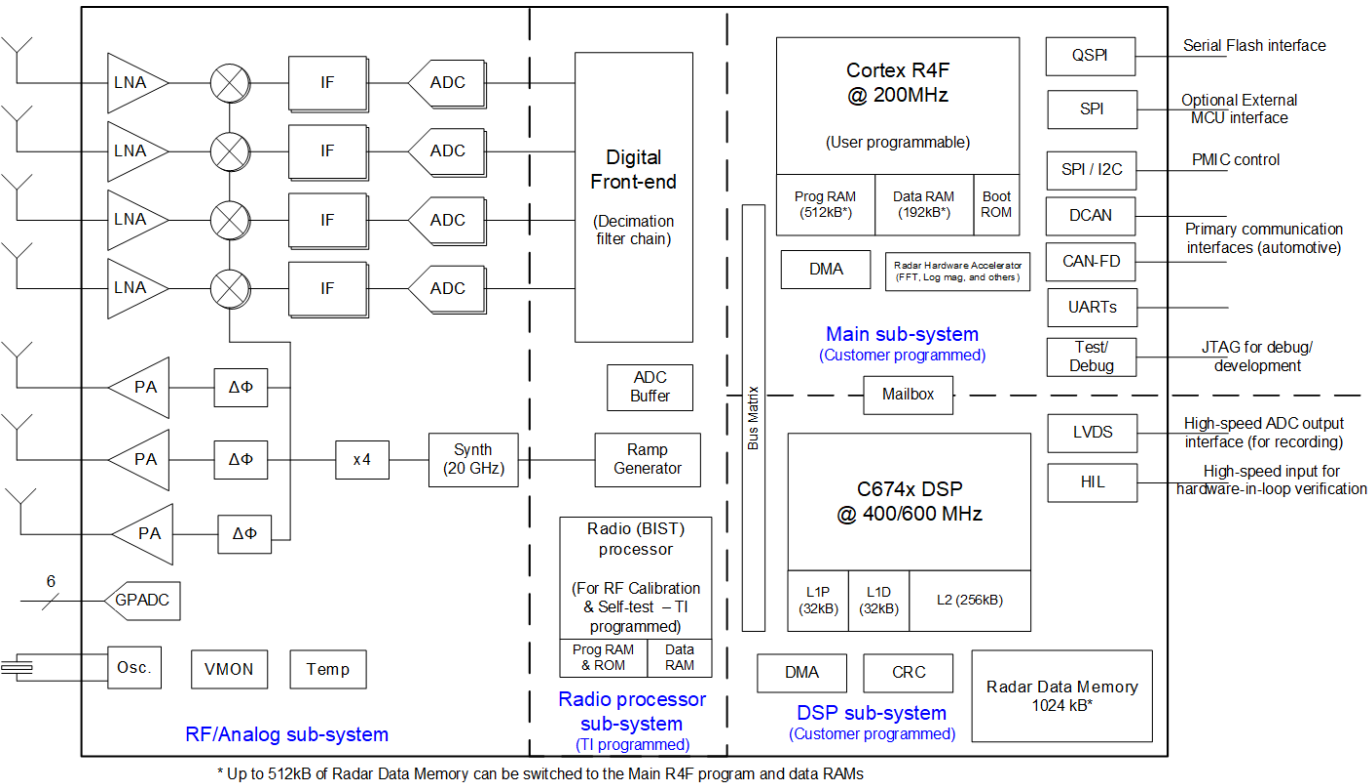 LNA
IF
ADC
LNA
IF
ADC
LNA
IF
ADC
LNA
IF
ADC
PA
ΔΦ
PA
ΔΦ
PA
ΔΦ
x4
Synth
(20 GHz)
6
GPADC
Osc.
VMON
Temp
RF/Analog sub-system
Digital
Front-end
(Decimation
filter chain)
ADC
Buffer
Ramp
Generator
Radio (BIST)
processor
(For RF Calibration
& Self-test – TI
programmed)
Prog RAM
& ROM
Data
RAM
Radio processor
sub-system
(TI programmed)
Bus Matrix
Cortex R4F
@ 200MHz
(User programmable)
Prog RAM
(512kB*)
Data RAM
(192kB*)
Boot
ROM
DMA
Radar Hardware Accelerator
(FFT, Log mag, and others)
Main sub-system
(Customer programmed)
Mailbox
C674x DSP
@ 400/600 MHz
L1P
(32kB)
L1D
(32kB)
L2 (256kB)
DMA
CRC
DSP sub-system
(Customer programmed)
Radar Data Memory
1024 kB*
QSPI
Serial Flash interface
SPI
Optional External
MCU interface
SPI / I2C
PMIC control
DCAN
Primary communication
interfaces (automotive)
CAN-FD
UARTs
Test/
Debug
JTAG for debug/
development
LVDS
High-speed ADC output
interface (for recording)
HIL
High-speed input for
hardware-in-loop verification
* Up to 512kB of Radar Data Memory can be switched to the Main R4F program and data RAMs